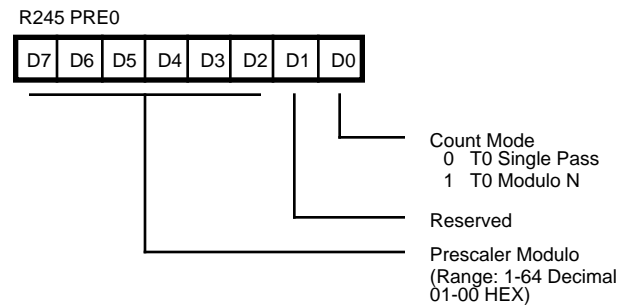 R245 PRE0
D7 D6 D5 D4 D3 D2 D1 D0
Count Mode
0 T0 Single Pass
1 T0 Modulo N
Reserved
Prescaler Modulo
(Range: 1-64 Decimal
01-00 HEX)